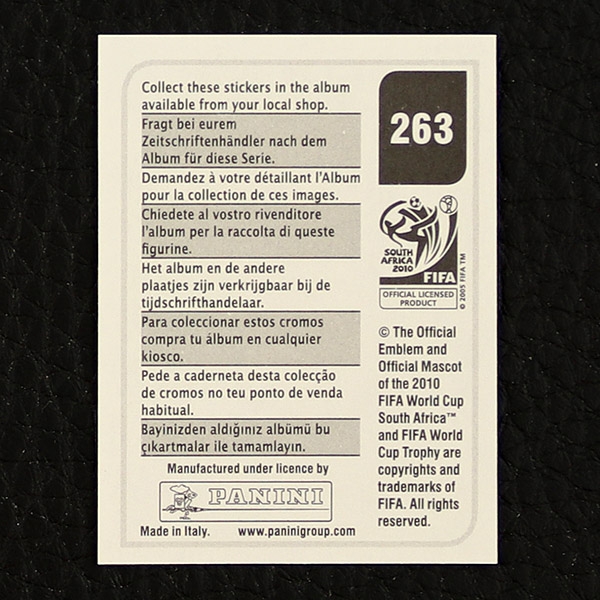 Collect these stickers in the album
available from your local shop.
Fragt bei eurem
Zeitschriftenhändler nach dem
Album für diese Serie.
Demandez à votre détaillant l'Album
pour la collection de ces images.
Chiedete al vostro rivenditore
l'album per la raccolta di queste
figurine.
Het album en de andere
plaatjes zijn verkrijgbaar bij de
tijdschrifthandelaar.
Para coleccionar estos cromos
compra tu álbum en cualquier
kiosco.
Pede a caderneta desta colecção
de cromos no teu ponto de venda
habitual.
Bayinizden aldığınız albümü bu
çıkartmalar ile tamamlayın.
Manufactured under licence by
PANINI
Made in Italy. www.paninigroup.com
263
SOUTH
AFRICA
2010
FIFA
OFFICIAL LICENSED
PRODUCT
© 2005 FIFA TM
© The Official
Emblem and
Official Mascot
of the 2010
FIFA World Cup
South Africa™
and FIFA World
Cup Trophy are
copyrights and
trademarks of
FIFA. All rights
reserved.